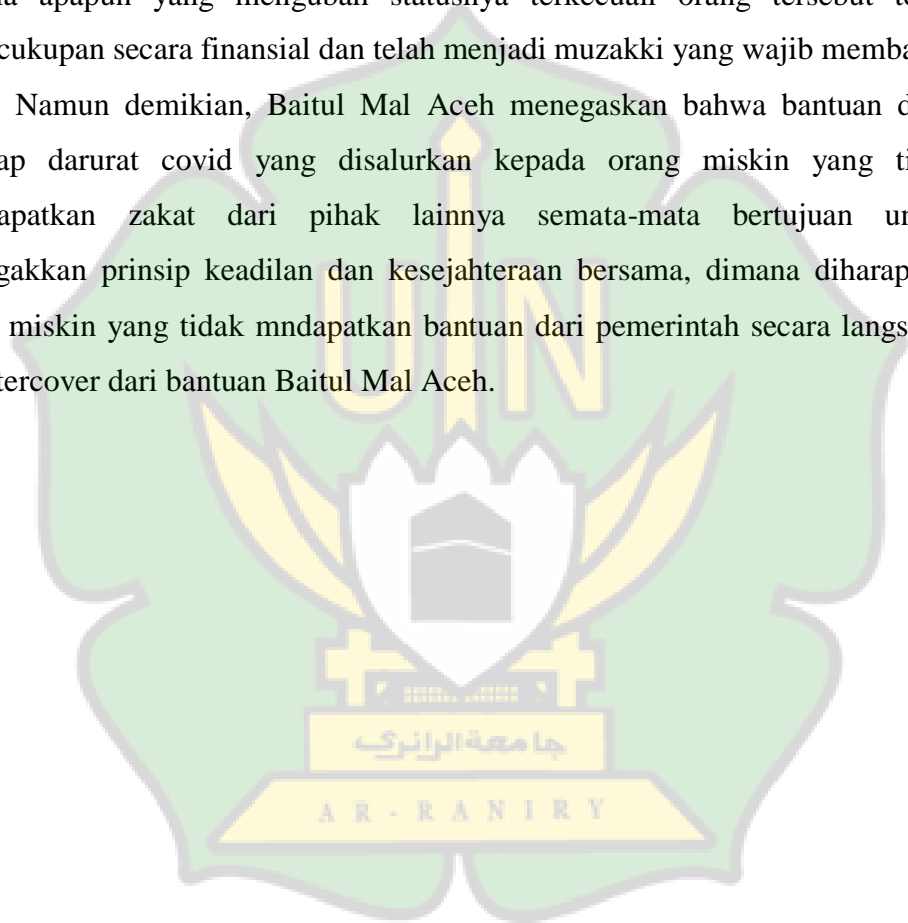 apapun yang mengubah statusnya terkecuali orang tersebut
cukupan secara finansial dan telah menjadi muzakki yang wajib memba
Namun demikian, Baitul Mal Aceh menegaskan bahwa bantuan d
ap darurat covid yang disalurkan kepada orang miskin yang ti
apatkan zakat dari pihak lainnya semata-mata bertujuan un
gakkan prinsip keadilan dan kesejahteraan bersama, dimana diharap
miskin yang tidak mndapatkan bantuan dari pemerintah secara langs
tercover dari bantuan Baitul Mal Aceh.
UIN
جامعة الرانري
AR-RANIRY